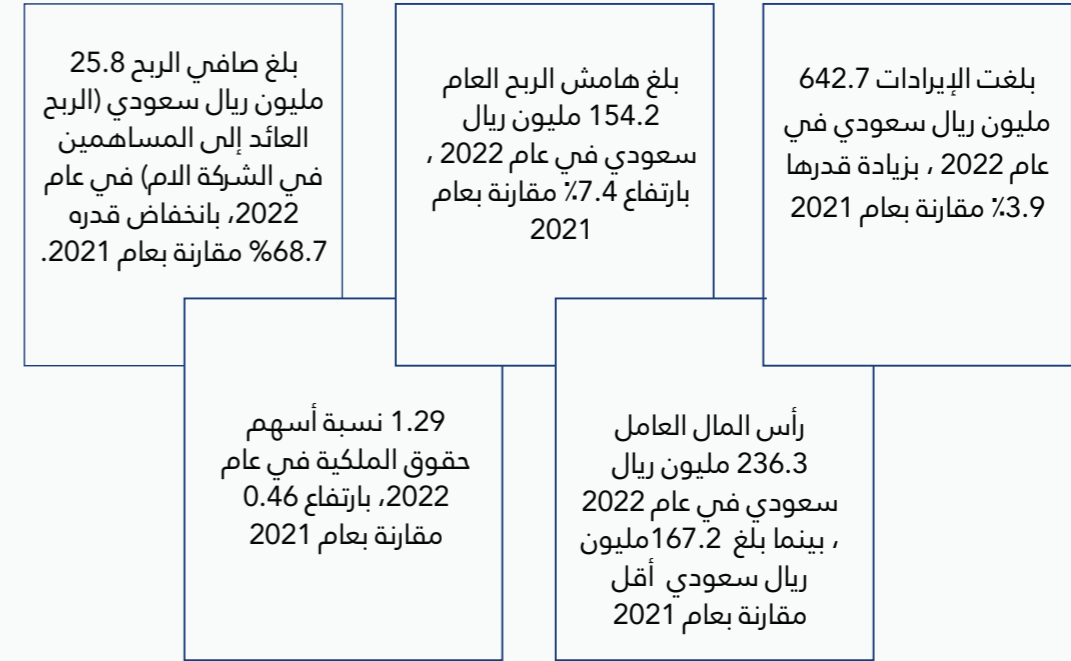 بلغت الإيرادات 642.7
مليون ريال سعودي في
عام 2022 ، بزيادة قدرها
3.9٪ مقارنة بعام 2021
بلغ هامش الربح العام
154.2 مليون ريال
سعودي في عام 2022 ،
بارتفاع 7.4٪ مقارنة بعام
2021
بلغ صافي الربح 25.8
مليون ريال سعودي (الربح
العائد إلى المساهمين
في الشركة الام) في عام
2022، بانخفاض قدره
68.7% مقارنة بعام 2021.
رأس المال العامل
236.3 مليون ريال
سعودي في عام 2022
، بينما بلغ 167.2مليون
ريال سعودي أقل
مقارنة بعام 2021
1.29 نسبة أسهم
حقوق الملكية في عام
2022، بارتفاع 0.46
مقارنة بعام 2021